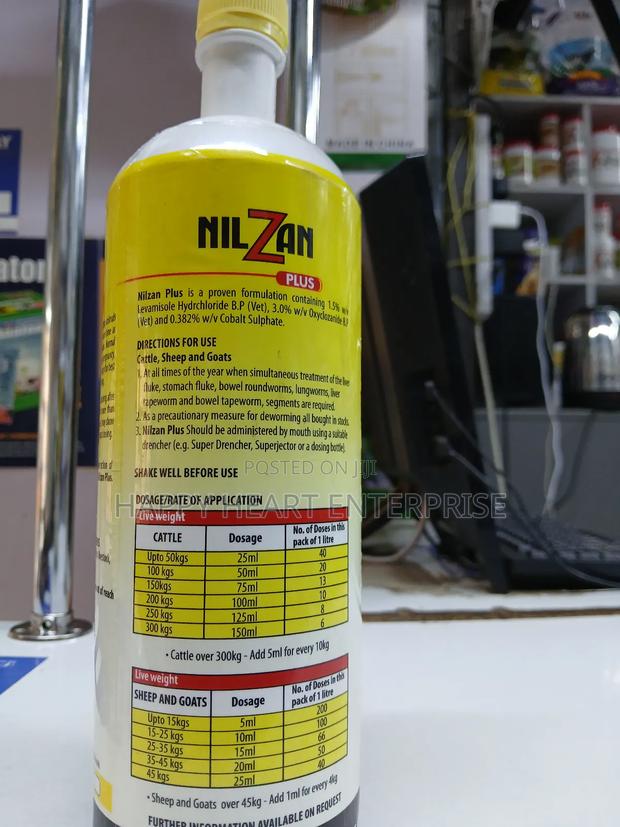 MADE IN CHINA
NILZAN
PLUS
Nilzan Plus is a proven formulation containing 1.5% w/v
Levamisole Hydrchloride B.P (Vet), 3.0% w/v Oxyclozanide B.P
(Vet) and 0.382% w/v Cobalt Sulphate.
DIRECTIONS FOR USE
Cattle, Sheep and Goats
1. At all times of the year when simultaneous treatment of the liver
fluke, stomach fluke, bowel roundworms, lungworms, liver
tapeworm and bowel tapeworm, segments are required.
2. As a precautionary measure for deworming all bought in stocks.
3. Nilzan Plus Should be administered by mouth using a suitable
drencher (e.g. Super Drencher, Superjector or a dosing bottle).
SHAKE WELL BEFORE USE
POSTED ON JIJI
HAPPY HEART ENTERPRISE
DOSAGE/RATE OF APPLICATION
Live weight
CATTLE Dosage No. of Doses in this pack of 1 litre
Upto 50kgs 25ml 40
100 kgs 50ml 20
150kgs 75ml 13
200 kgs 100ml 10
250 kgs 125ml 8
300 kgs 150ml 6
• Cattle over 300kg - Add 5ml for every 10kg
Live weight
SHEEP AND GOATS Dosage No. of Doses in this pack of 1 litre
Upto 15kgs 5ml 200
15-25 kgs 10ml 100
25-35 kgs 15ml 66
35-45 kgs 20ml 50
45 kgs 25ml 40
• Sheep and Goats over 45kg - Add 1ml for every 4kg
FURTHER INFORMATION AVAILABLE ON REQUEST